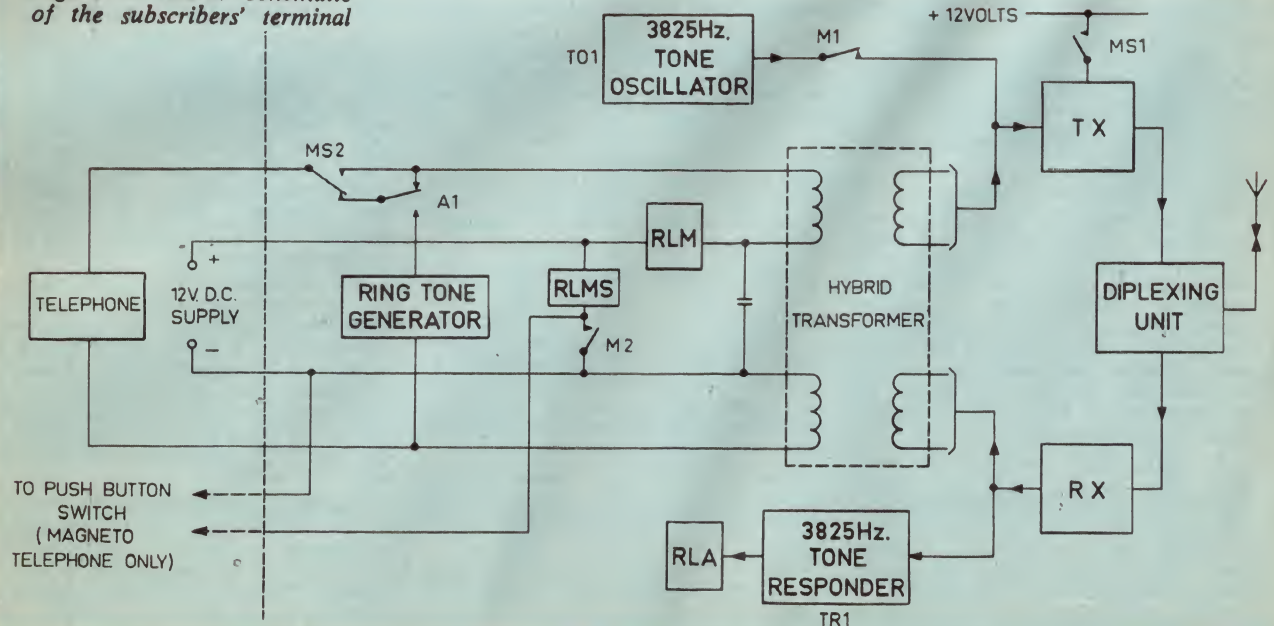 of the subscribers' terminal
+ 12VOLTS
MS1
TO1
3825Hz.
TONE
OSCILLATOR
M1
TX
MS2
A1
RLM
- +
12V. D.C.
SUPPLY
–
TELEPHONE
RING TONE
GENERATOR
RLMS
M2
HYBRID
TRANSFORMER
DIPLEXING
UNIT
TO PUSH BUTTON
SWITCH
(MAGNETO
TELEPHONE ONLY)
RLA
3825Hz.
TONE
RESPONDER
TR1
RX